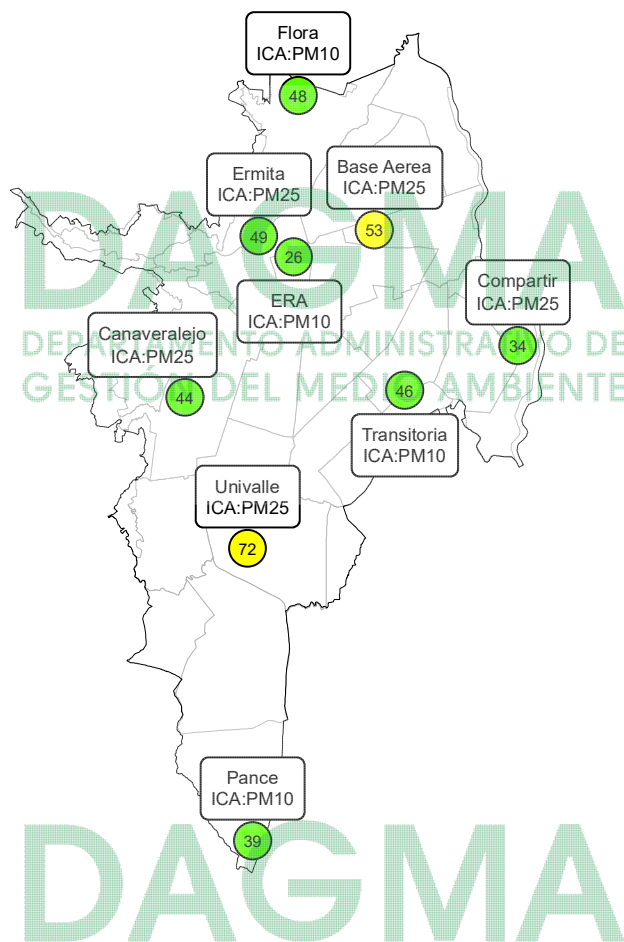 Flora
ICA:PM10
48
Ermita
ICA:PM25
49
Base Aerea
ICA:PM25
53
26
ERA
ICA:PM10
Compartir
ICA:PM25
34
DAGMA
DEPARTAMENTO ADMINISTRATIVO DE
GESTIÓN DEL MEDIO AMBIENTE
Canaveralejo
ICA:PM25
44
46
Transitoria
ICA:PM10
Univalle
ICA:PM25
72
Pance
ICA:PM10
39
DAGMA